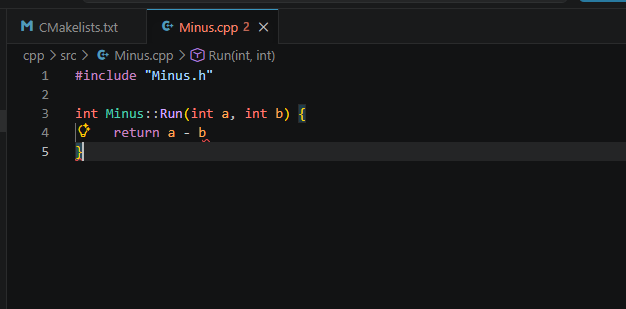 CMakelists.txt
Minus.cpp 2
cpp > src > Minus.cpp > Run(int, int)
1 #include "Minus.h"
2
3 int Minus::Run(int a, int b) {
4 return a - b
5 }